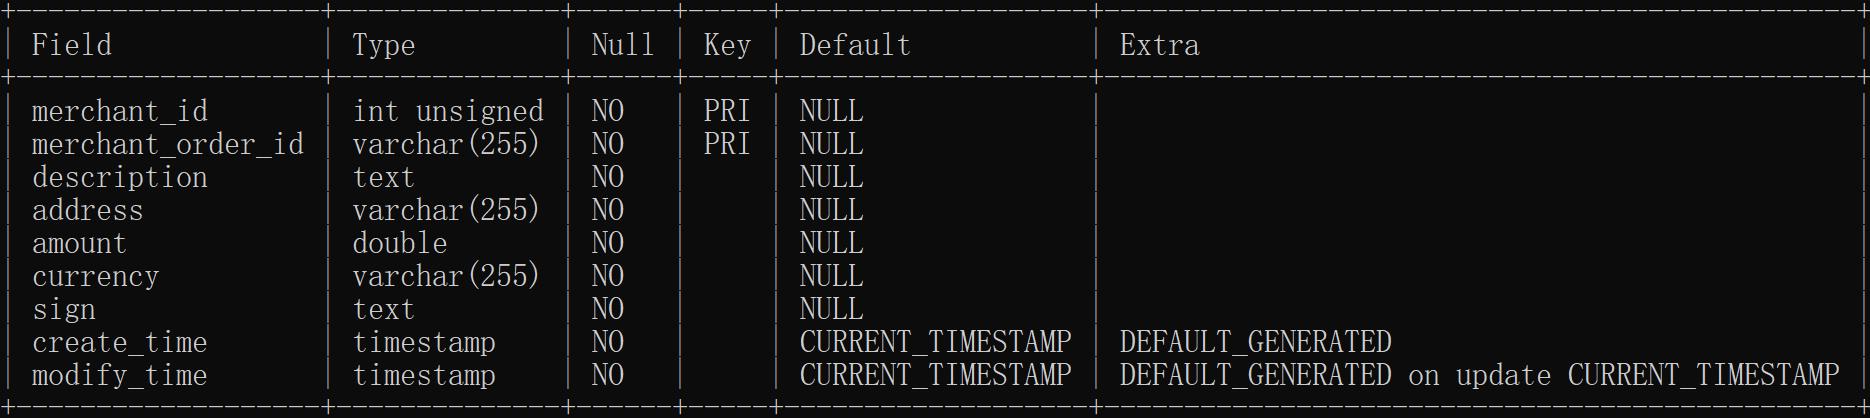 +--------------------+--------------+------+-----+-------------------+-----------------------------------------------+
| Field              | Type         | Null | Key | Default           | Extra                                         |
+--------------------+--------------+------+-----+-------------------+-----------------------------------------------+
| merchant_id        | int unsigned | NO   | PRI | NULL              |                                               |
| merchant_order_id  | varchar(255) | NO   | PRI | NULL              |                                               |
| description        | text         | NO   |     | NULL              |                                               |
| address            | varchar(255) | NO   |     | NULL              |                                               |
| amount             | double       | NO   |     | NULL              |                                               |
| currency           | varchar(255) | NO   |     | NULL              |                                               |
| sign               | text         | NO   |     | NULL              |                                               |
| create_time        | timestamp    | NO   |     | CURRENT_TIMESTAMP | DEFAULT_GENERATED                             |
| modify_time        | timestamp    | NO   |     | CURRENT_TIMESTAMP | DEFAULT_GENERATED on update CURRENT_TIMESTAMP |
+--------------------+--------------+------+-----+-------------------+-----------------------------------------------+